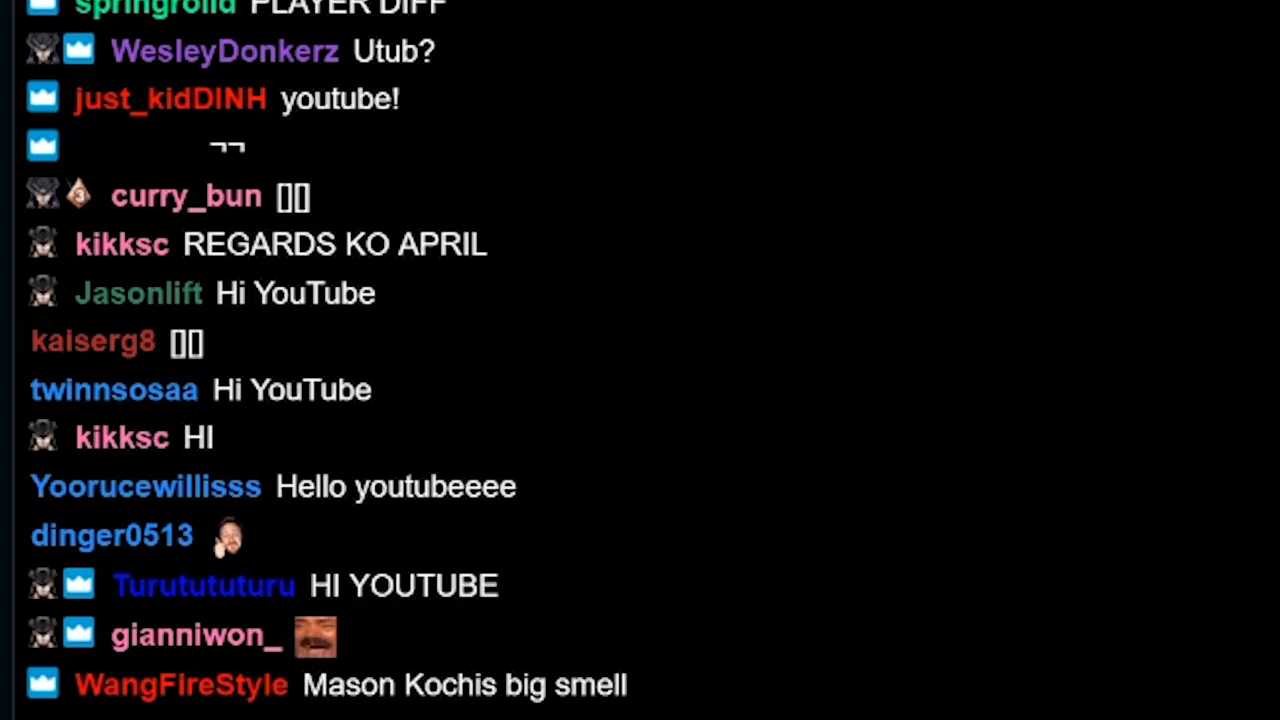 springrolld PLAYER DIFF
WesleyDonkerz Utub?
just_kidDINH youtube!
¬¬
curry_bun [][]
kikksc REGARDS KO APRIL
Jasonlift Hi YouTube
kaiserg8 [][]
twinnsosaa Hi YouTube
kikksc HI
Yoorucewillisss Hello youtubeeee
dinger0513
Turutututuru HI YOUTUBE
gianniwon_
WangFireStyle Mason Kochis big smell